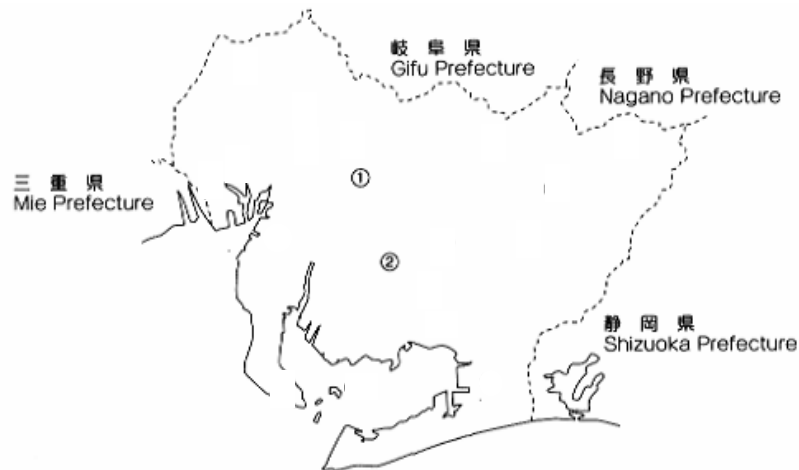 岐阜県
Gifu Prefecture
長野県
Nagano Prefecture
①
三重県
Mie Prefecture
②
静岡県
Shizuoka Prefecture